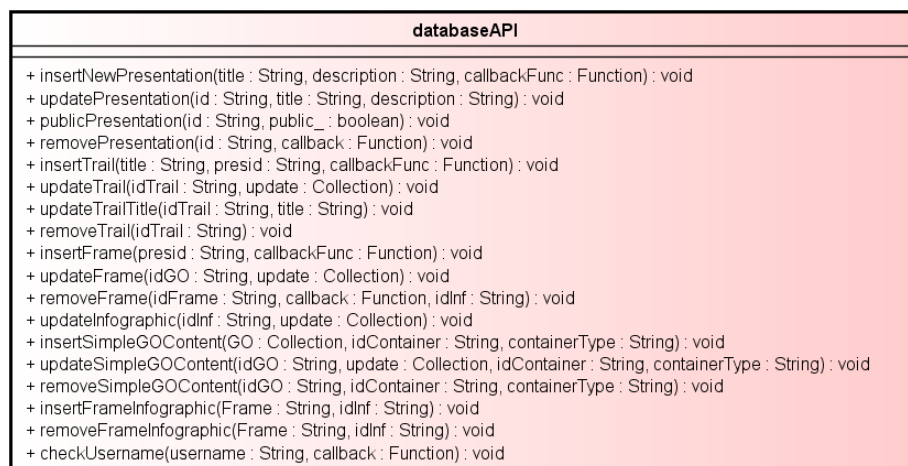 databaseAPI
+ insertNewPresentation(title : String, description : String, callbackFunc : Function) : void
+ updatePresentation(id : String, title : String, description : String) : void
+ publicPresentation(id : String, public_ : boolean) : void
+ removePresentation(id : String, callback : Function) : void
+ insertTrail(title : String, presid : String, callbackFunc : Function) : void
+ updateTrail(idTrail : String, update : Collection) : void
+ updateTrailTitle(idTrail : String, title : String) : void
+ removeTrail(idTrail : String) : void
+ insertFrame(presid : String, callbackFunc : Function) : void
+ updateFrame(idGO : String, update : Collection) : void
+ removeFrame(idFrame : String, callback : Function, idInf : String) : void
+ updateInfographic(idInf : String, update : Collection) : void
+ insertSimpleGOContent(GO : Collection, idContainer : String, containerType : String) : void
+ updateSimpleGOContent(idGO : String, update : Collection, idContainer : String, containerType : String) : void
+ removeSimpleGOContent(idGO : String, idContainer : String, containerType : String) : void
+ insertFrameInfographic(Frame : String, idInf : String) : void
+ removeFrameInfographic(Frame : String, idInf : String) : void
+ checkUsername(username : String, callback : Function) : void